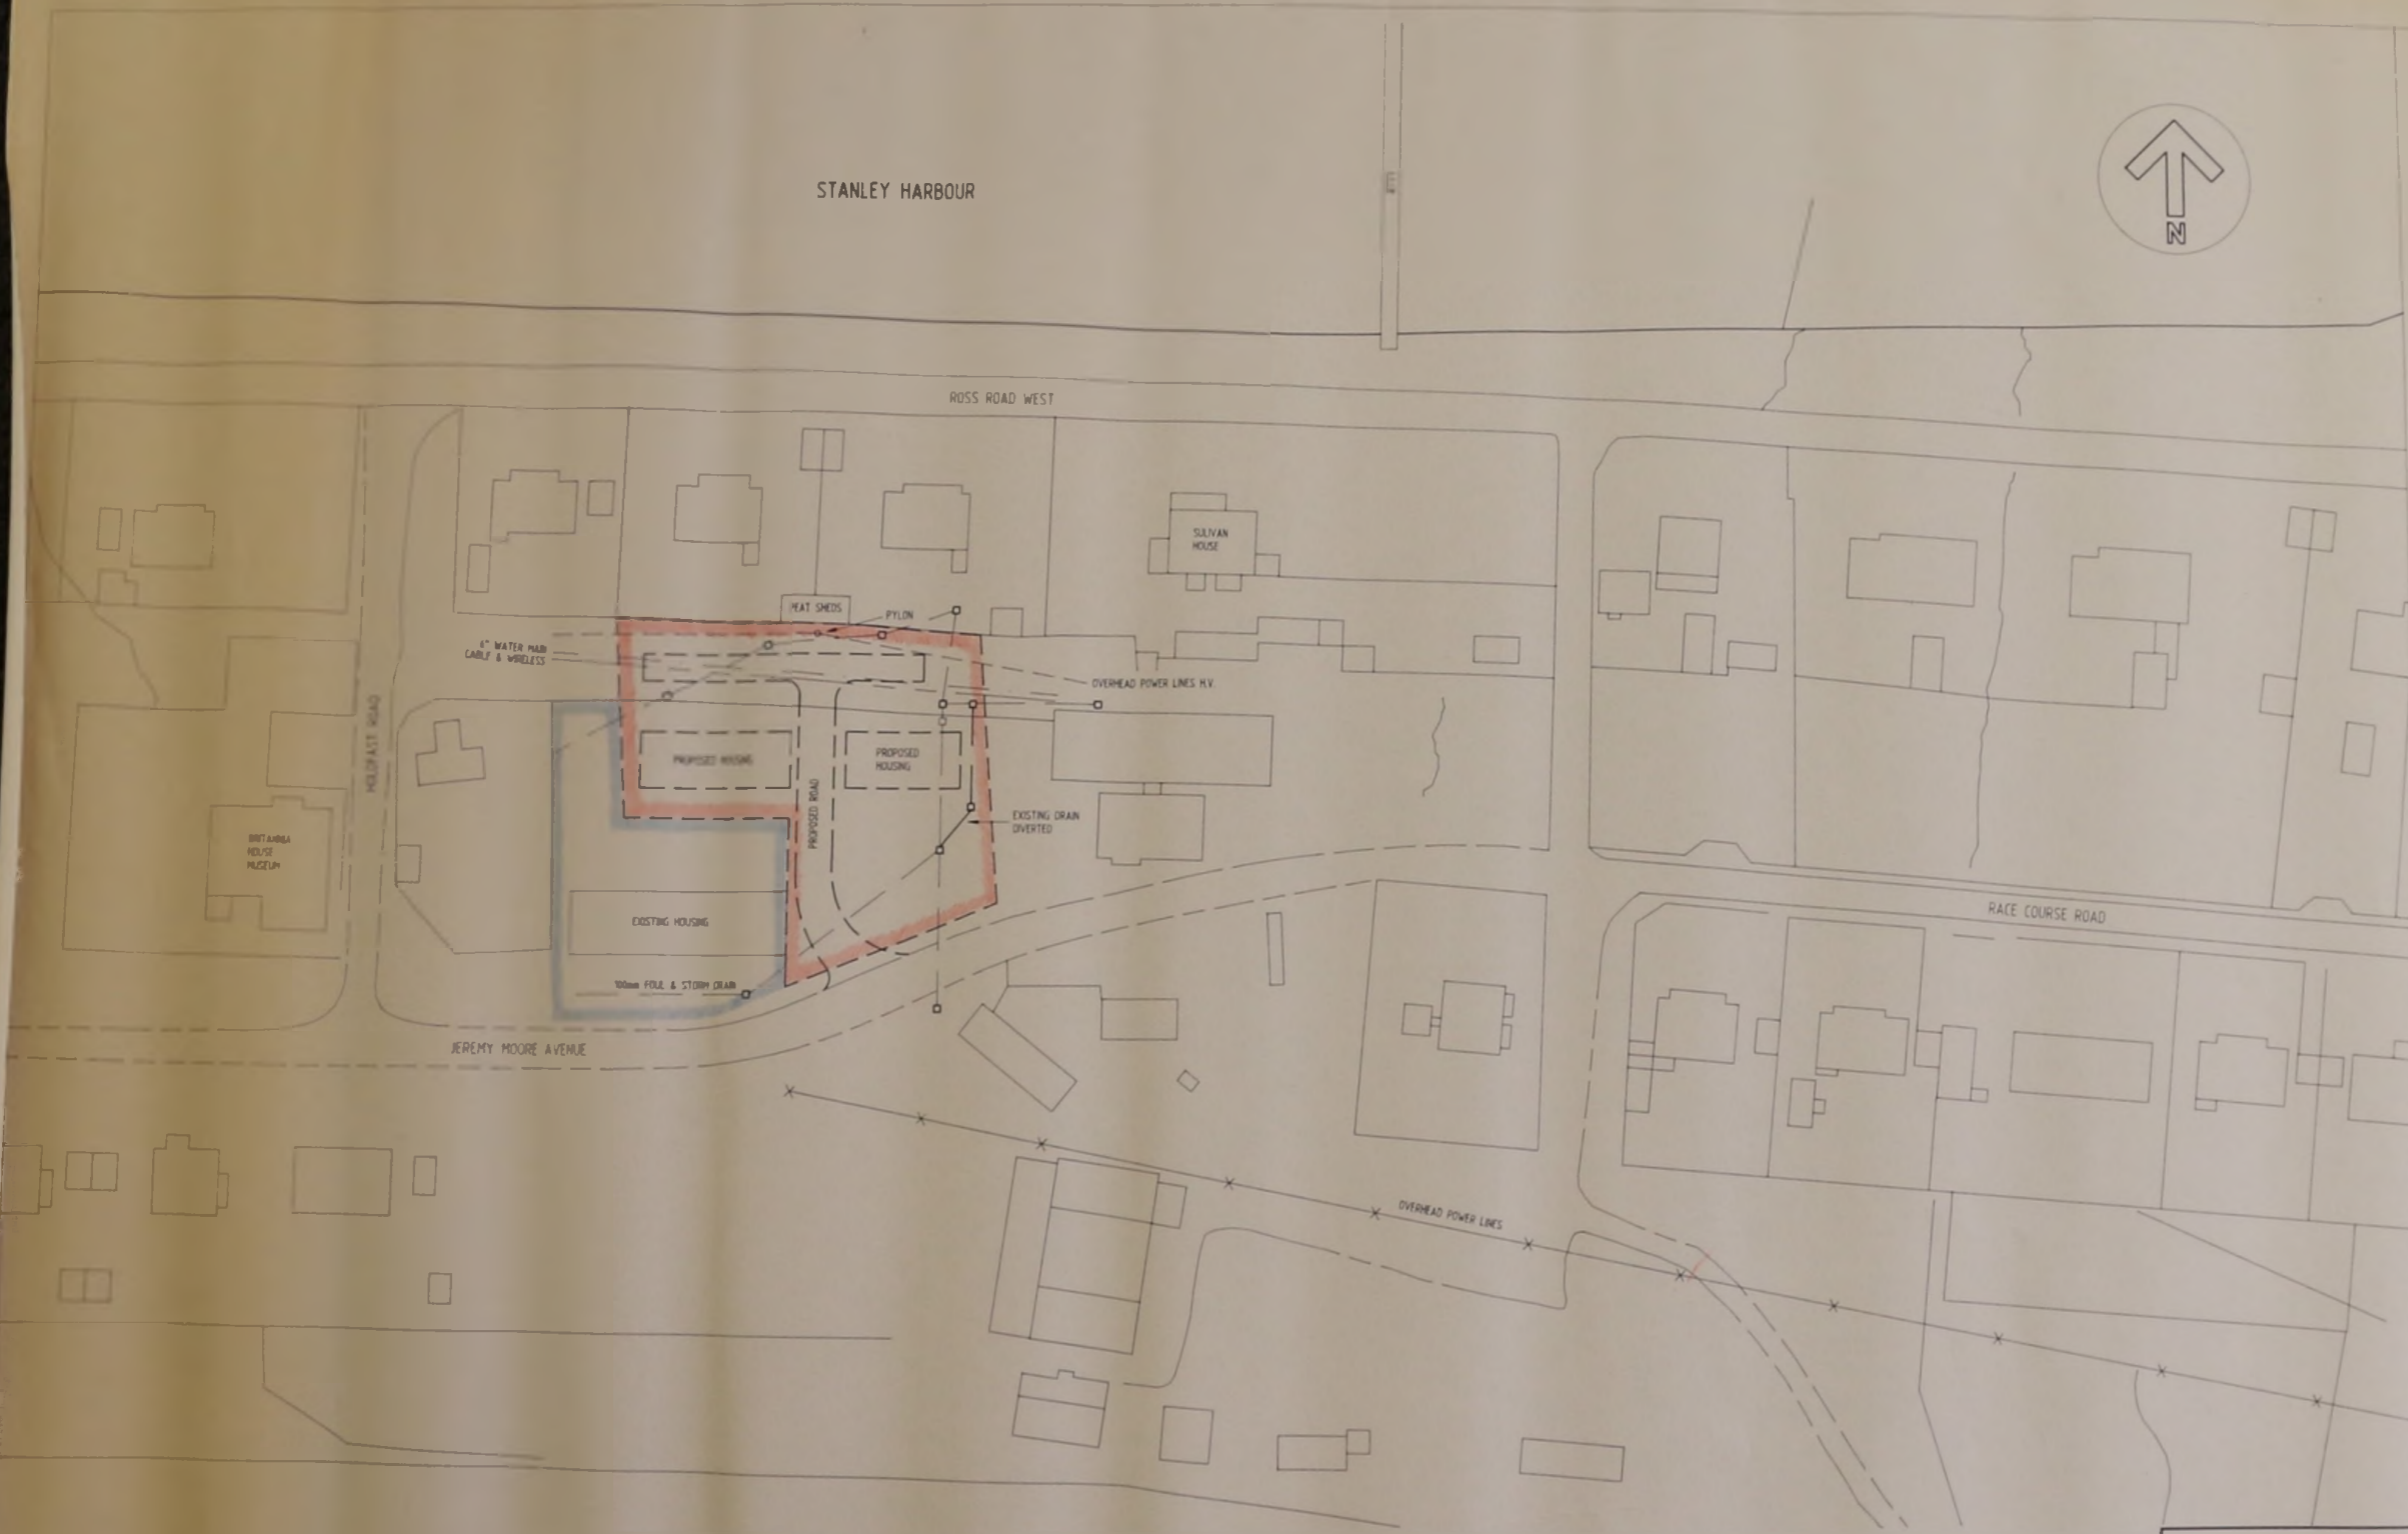 STANLEY HARBOUR
N
ROSS ROAD WEST
SULIVAN
HOUSE
PEAT SHEDS
PYLON
6" WATER MAIN
CABLE & WIRELESS
OVERHEAD POWER LINES H.V.
HOLDFAST ROAD
PROPOSED HOUSING
PROPOSED
HOUSING
PROPOSED ROAD
EXISTING DRAIN
DIVERTED
BRITANNIA
HOUSE
MUSEUM
EXISTING HOUSING
RACE COURSE ROAD
100mm FOUL & STORM DRAIN
JEREMY MOORE AVENUE
OVERHEAD POWER LINES